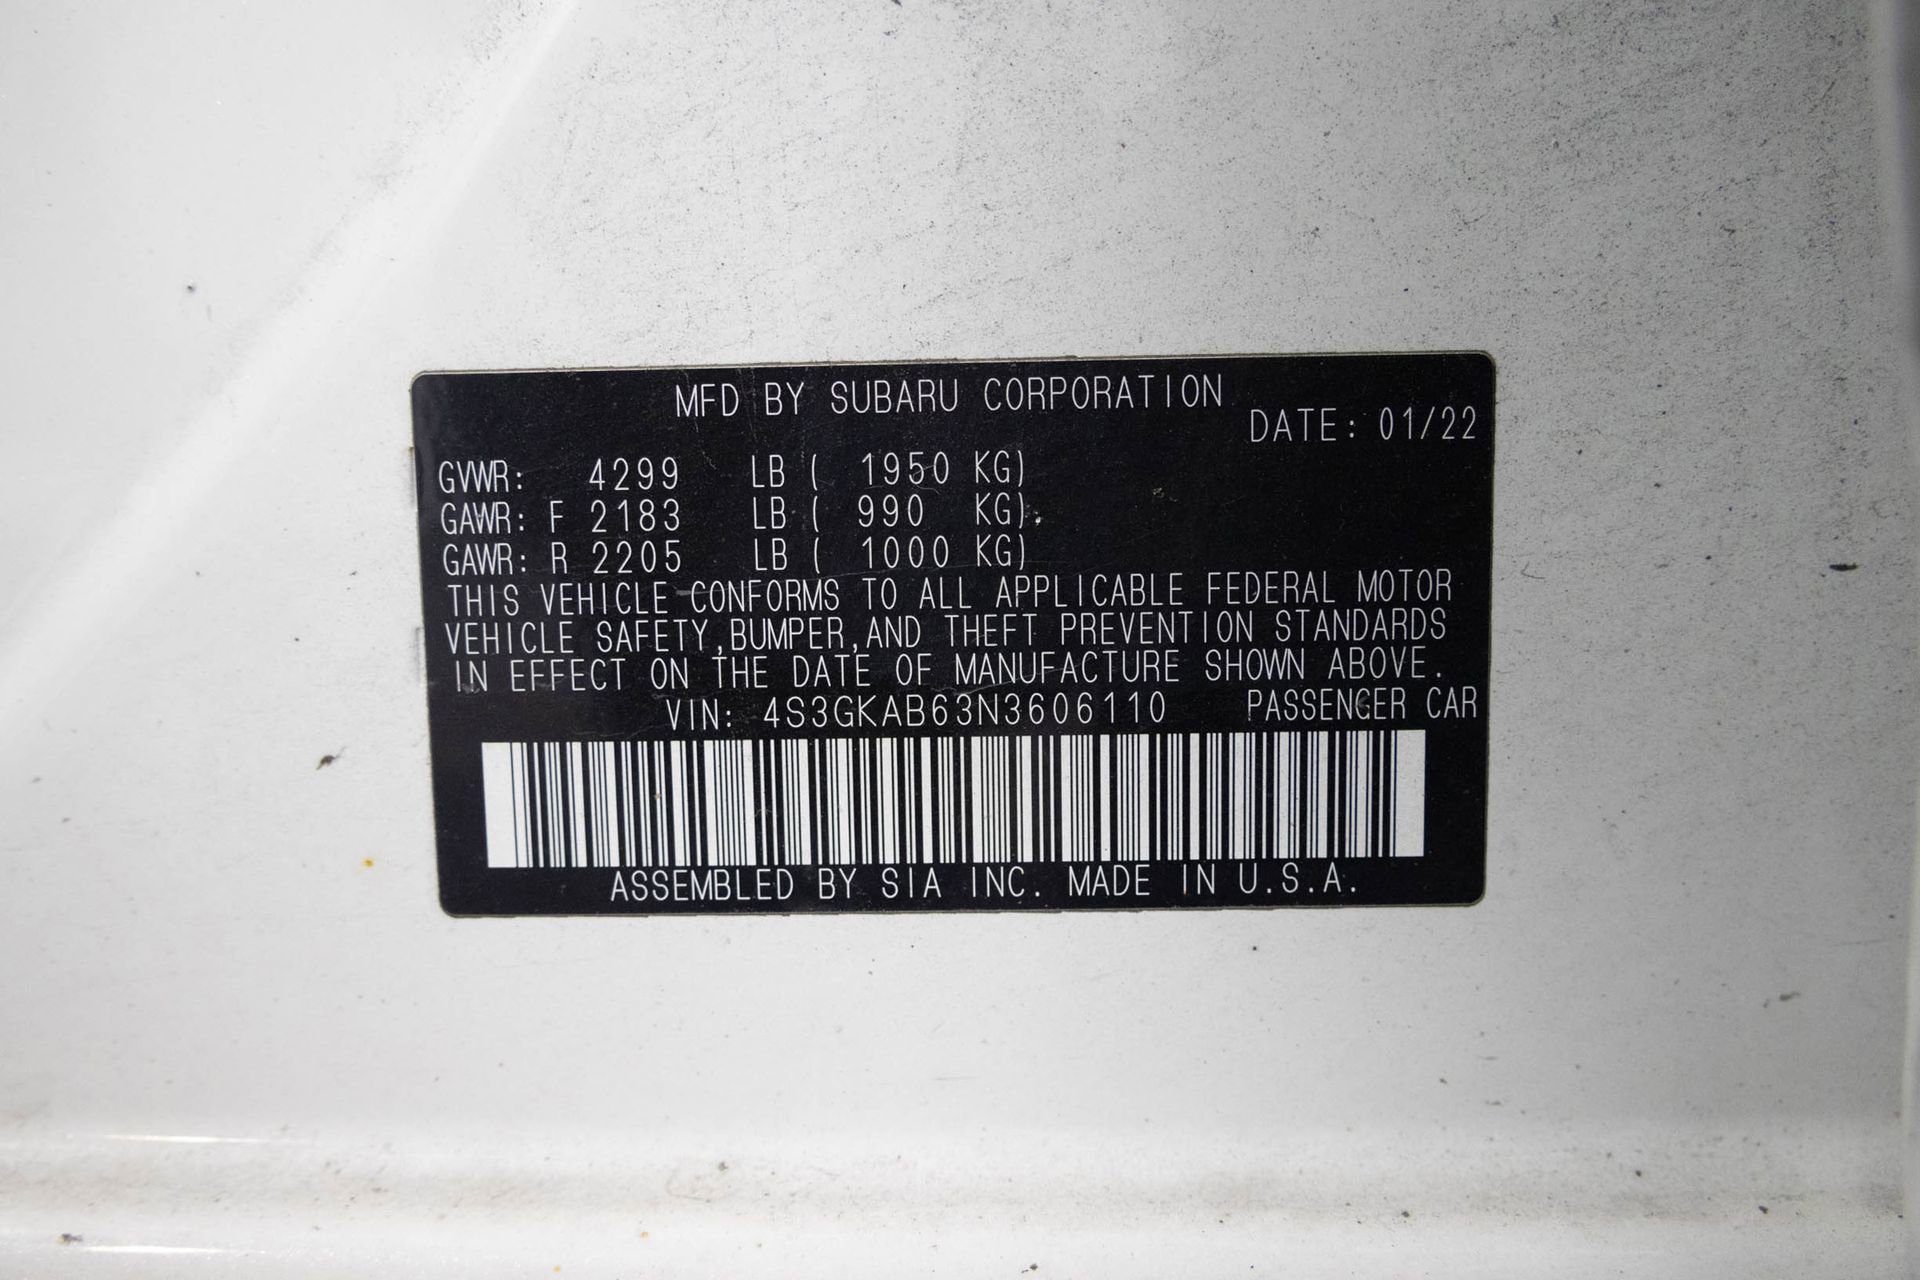 MFD BY SUBARU CORPORATION
DATE: 01/22
GVWR: 4299 LB ( 1950 KG)
GAWR: F 2183 LB ( 990 KG)
GAWR: R 2205 LB ( 1000 KG)
THIS VEHICLE CONFORMS TO ALL APPLICABLE FEDERAL MOTOR
VEHICLE SAFETY,BUMPER,AND THEFT PREVENTION STANDARDS
IN EFFECT ON THE DATE OF MANUFACTURE SHOWN ABOVE.
VIN: 4S3GKAB63N3606110 PASSENGER CAR
ASSEMBLED BY SIA INC. MADE IN U.S.A.